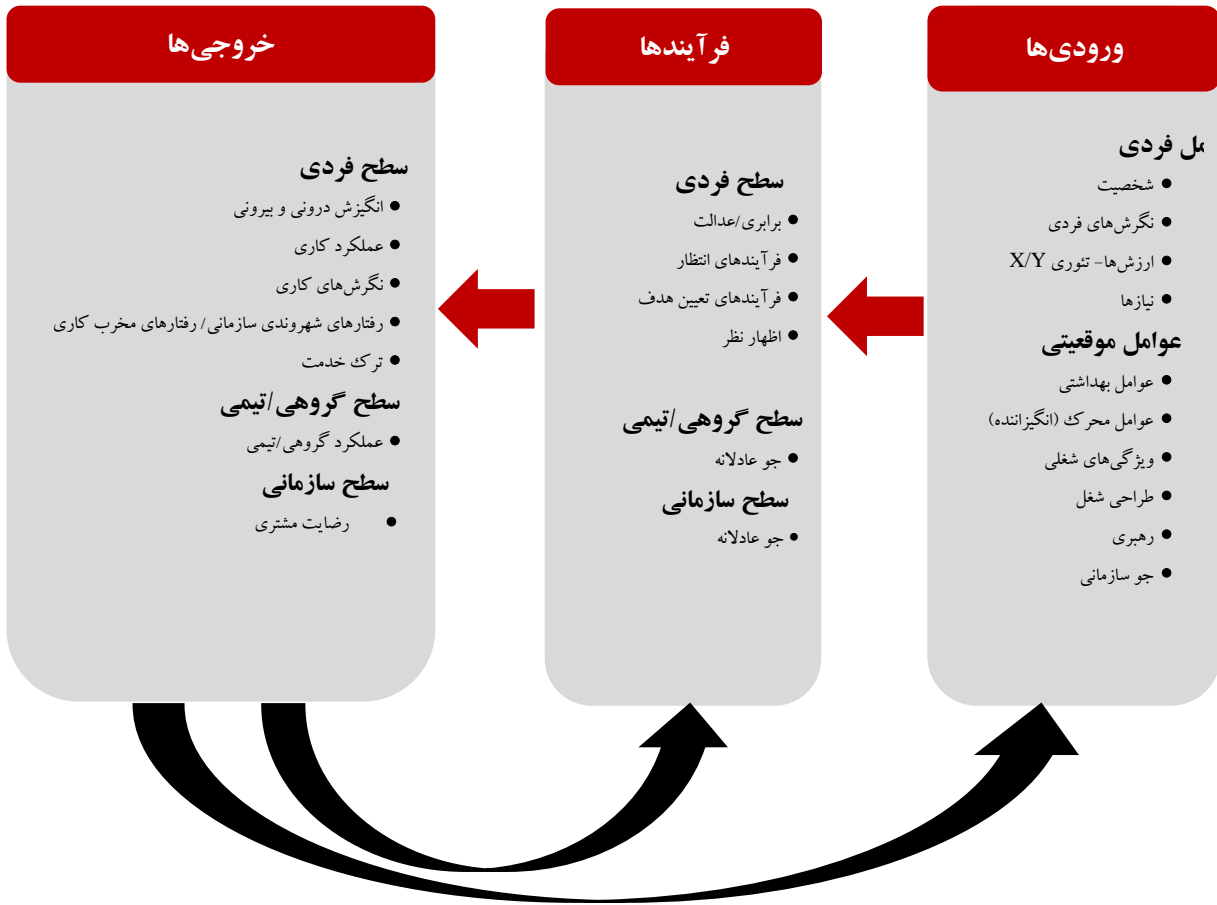 ورودی‌ها
مل فردی
● شخصیت
● نگرش‌های فردی
● ارزش‌ها- تئوری X/Y
● نیازها
عوامل موقعیتی
● عوامل بهداشتی
● عوامل محرک (انگیزاننده)
● ویژگی‌های شغلی
● طراحی شغل
● رهبری
● جو سازمانی
فرآیندها
سطح فردی
● برابری/عدالت
● فرآیندهای انتظار
● فرآیندهای تعیین هدف
● اظهار نظر
سطح گروهی/تیمی
● جو عادلانه
سطح سازمانی
● جو عادلانه
خروجی‌ها
سطح فردی
● انگیزش درونی و بیرونی
● عملکرد کاری
● نگرش‌های کاری
● رفتارهای شهروندی سازمانی/ رفتارهای مخرب کاری
● ترک خدمت
سطح گروهی/تیمی
● عملکرد گروهی/تیمی
سطح سازمانی
● رضایت مشتری